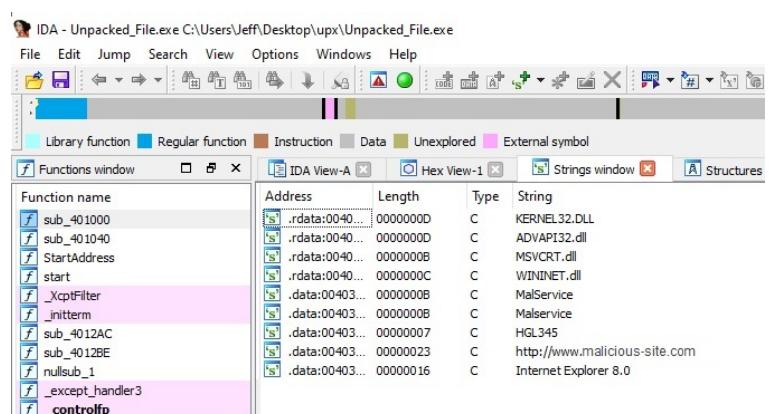 IDA - Unpacked_File.exe C:\Users\Jeff\Desktop\upx\Unpacked_File.exe
File Edit Jump Search View Options Windows Help
Library function Regular function Instruction Data Unexplored External symbol
Functions window IDA View-A Hex View-1 Strings window Structures
Function name Address Length Type String
sub_401000 .rdata:0040... 0000000D C KERNEL32.DLL
sub_401040 .rdata:0040... 0000000D C ADVAPI32.dll
StartAddress .rdata:0040... 0000000B C MSVCRT.dll
start .rdata:0040... 0000000C C WININET.dll
_XcptFilter .data:00403... 0000000B C MalService
_initterm .data:00403... 0000000B C Malservice
sub_4012AC .data:00403... 00000007 C HGL345
sub_4012BE .data:00403... 00000023 C http://www.malicious-site.com
nullsub_1 .data:00403... 00000016 C Internet Explorer 8.0
_except_handler3
controlfp